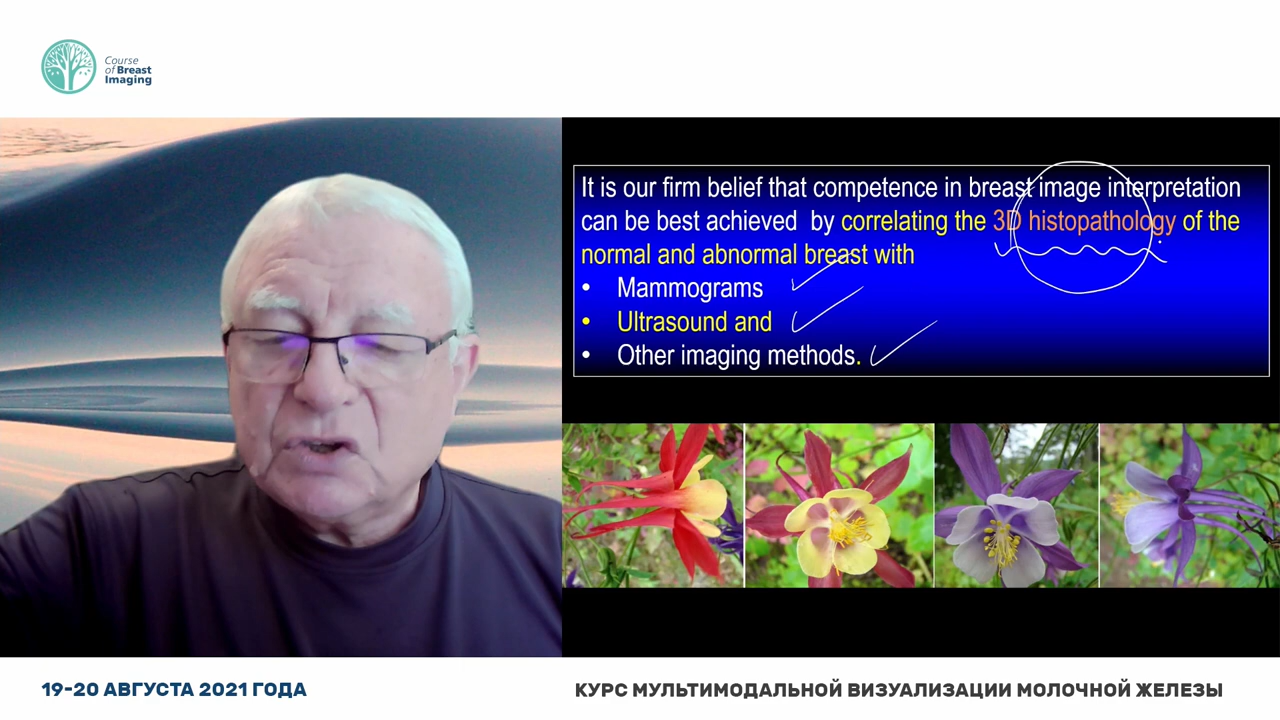 Course
of Breast
Imaging
It is our firm belief that competence in breast image interpretation
can be best achieved by correlating the 3D histopathology of the
normal and abnormal breast with
• Mammograms
• Ultrasound and
• Other imaging methods.
19-20 АВГУСТА 2021 ГОДА
КУРС МУЛЬТИМОДАЛЬНОЙ ВИЗУАЛИЗАЦИИ МОЛОЧНОЙ ЖЕЛЕЗЫ